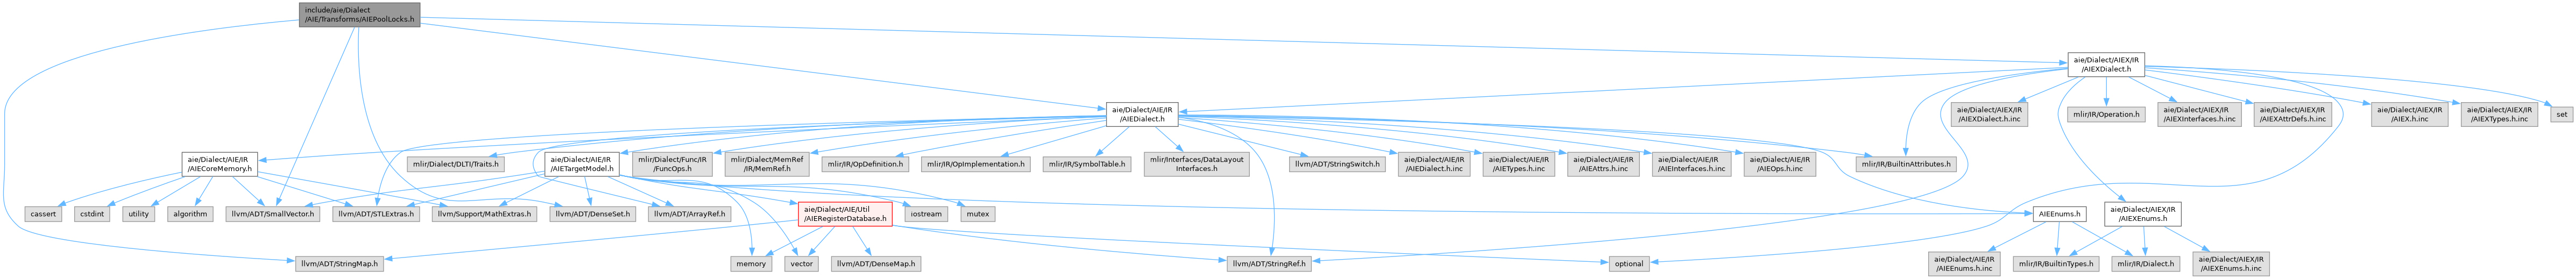 include/aie/Dialect
/AIE/Transforms/AIEPoolLocks.h
aie/Dialect/AIEX/IR
/AIEXDialect.h
aie/Dialect/AIE/IR
/AIEDialect.h
aie/Dialect/AIEX/IR
/AIEXDialect.h.inc
mlir/IR/Operation.h
aie/Dialect/AIEX/IR
/AIEXInterfaces.h.inc
aie/Dialect/AIEX/IR
/AIEXAttrDefs.h.inc
aie/Dialect/AIEX/IR
/AIEX.h.inc
aie/Dialect/AIEX/IR
/AIEXTypes.h.inc
set
aie/Dialect/AIE/IR
/AIECoreMemory.h
mlir/Dialect/DLTI/Traits.h
aie/Dialect/AIE/IR
/AIETargetModel.h
mlir/Dialect/Func/IR
/FuncOps.h
mlir/Dialect/MemRef
/IR/MemRef.h
mlir/IR/OpDefinition.h
mlir/IR/OpImplementation.h
mlir/IR/SymbolTable.h
mlir/Interfaces/DataLayout
Interfaces.h
llvm/ADT/StringSwitch.h
aie/Dialect/AIE/IR
/AIEDialect.h.inc
aie/Dialect/AIE/IR
/AIETypes.h.inc
aie/Dialect/AIE/IR
/AIEAttrs.h.inc
aie/Dialect/AIE/IR
/AIEInterfaces.h.inc
aie/Dialect/AIE/IR
/AIEOps.h.inc
mlir/IR/BuiltinAttributes.h
cassert
cstdint
utility
algorithm
llvm/ADT/SmallVector.h
llvm/ADT/STLExtras.h
llvm/Support/MathExtras.h
llvm/ADT/DenseSet.h
llvm/ADT/ArrayRef.h
aie/Dialect/AIE/Util
/AIERegisterDatabase.h
iostream
mutex
AIEEnums.h
aie/Dialect/AIEX/IR
/AIEXEnums.h
llvm/ADT/StringMap.h
memory
vector
llvm/ADT/DenseMap.h
llvm/ADT/StringRef.h
optional
aie/Dialect/AIE/IR
/AIEEnums.h.inc
mlir/IR/BuiltinTypes.h
mlir/IR/Dialect.h
aie/Dialect/AIEX/IR
/AIEXEnums.h.inc